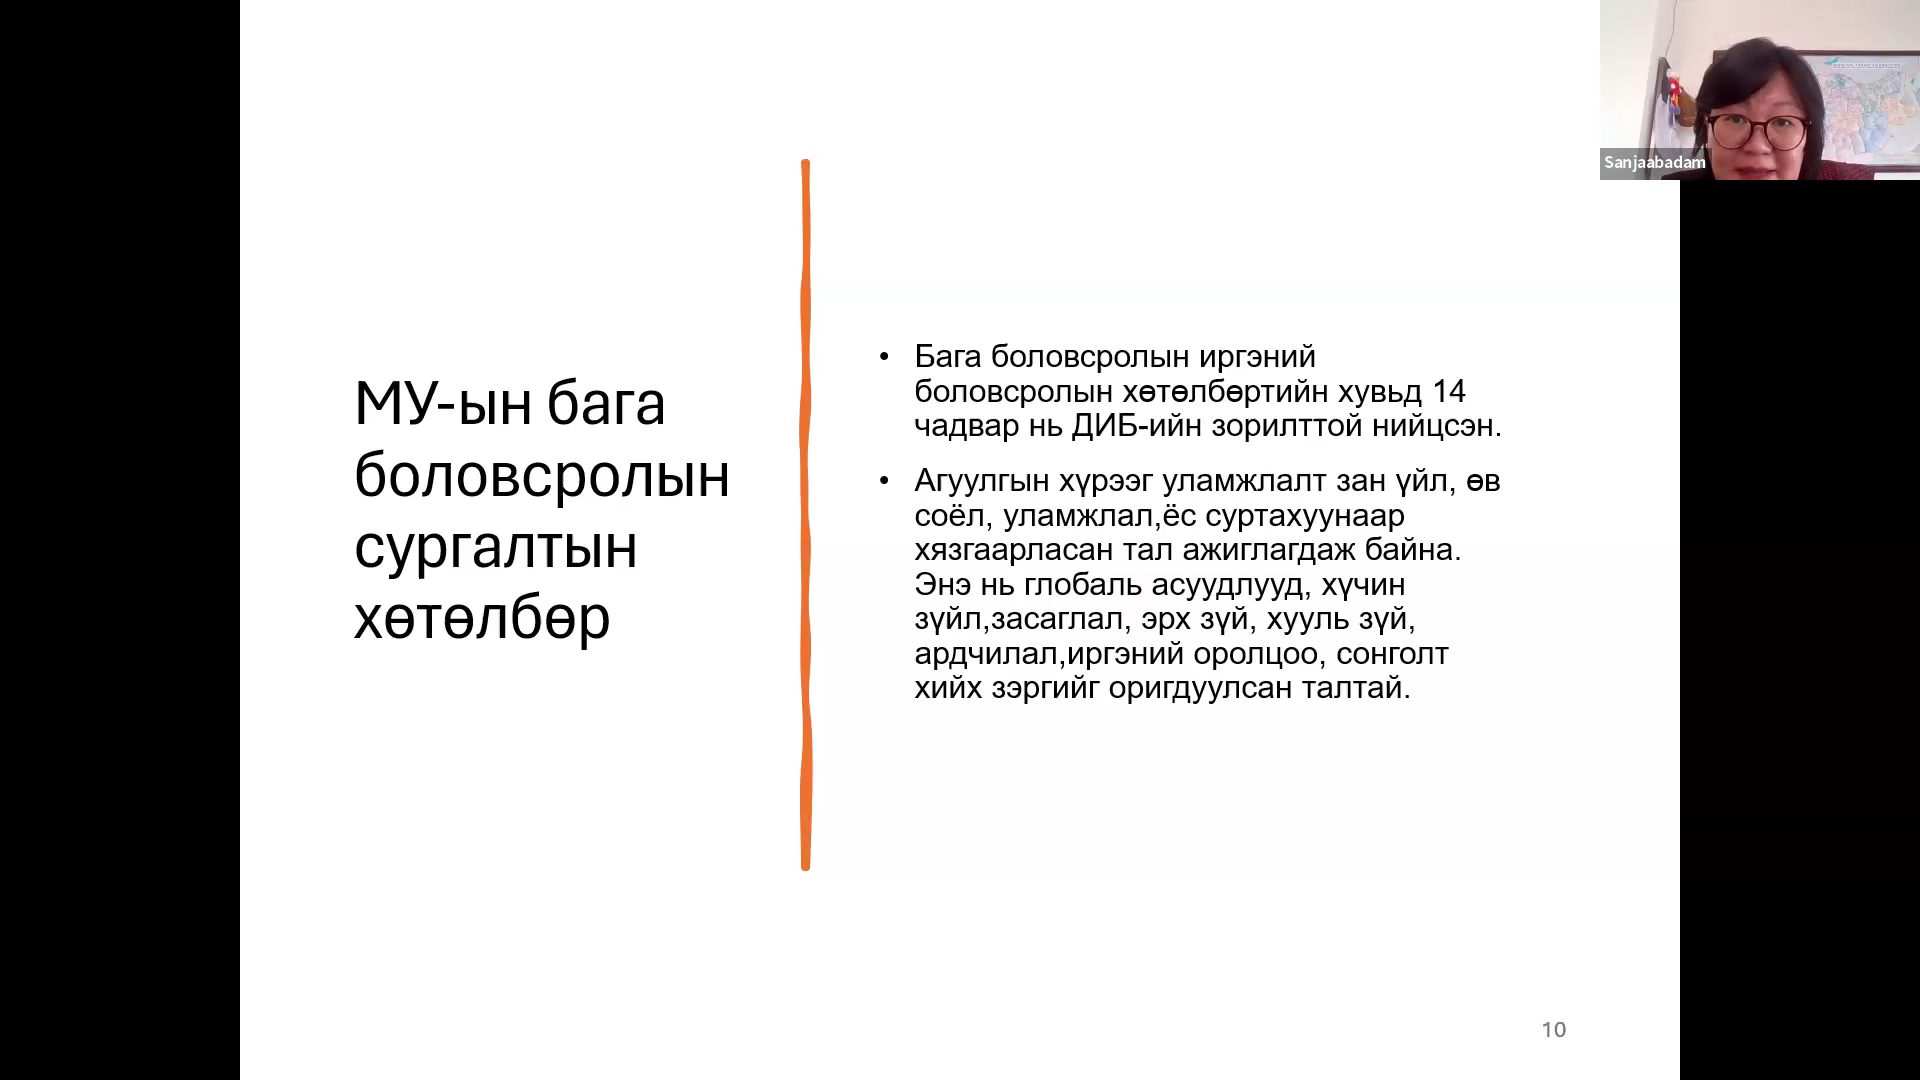 МУ-ын бага
боловсролын
сургалтын
хөтөлбөр
• Бага боловсролын иргэний
боловсролын хөтөлбөртийн хувьд 14
чадвар нь ДИБ-ийн зорилттой нийцсэн.
• Агуулгын хүрээг уламжлалт зан үйл, өв
соёл, уламжлал,ёс суртахуунаар
хязгаарласан тал ажиглагдаж байна.
Энэ нь глобаль асуудлууд, хүчин
зүйл,засаглал, эрх зүй, хууль зүй,
ардчилал,иргэний оролцоо, сонголт
хийх зэргийг оригдуулсан талтай.
Sanjaabadam
10